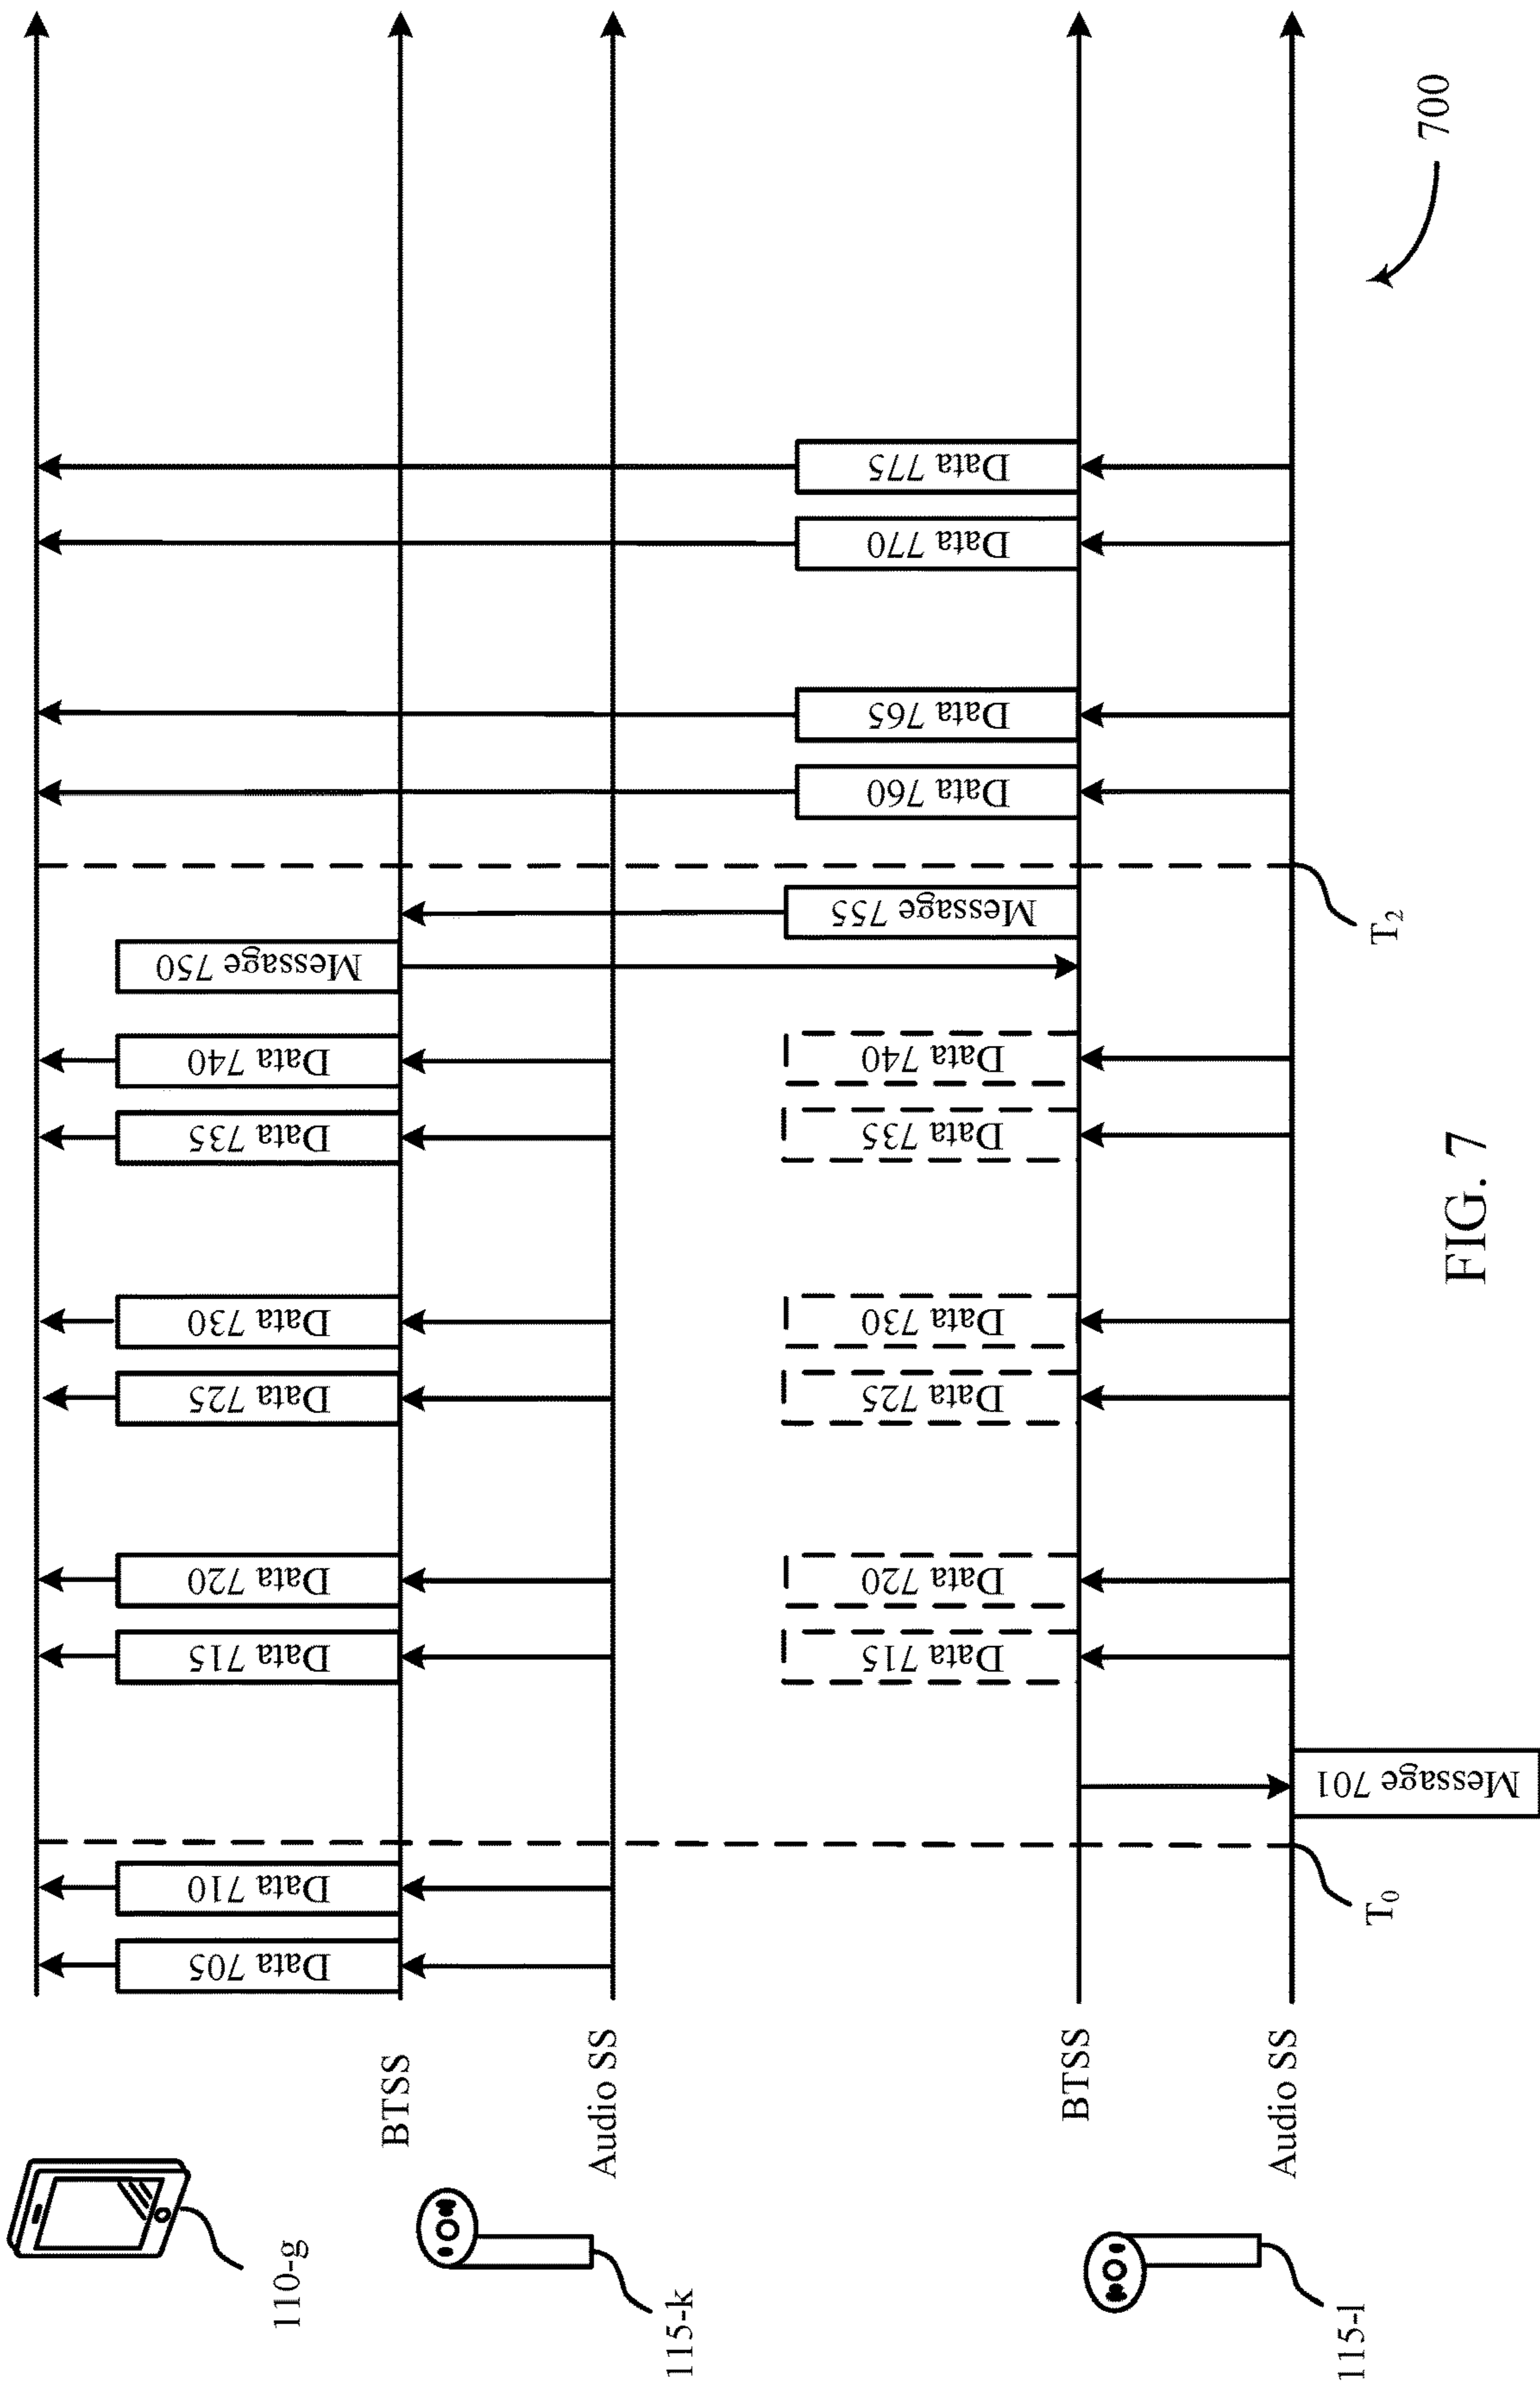 110-g
115-k
115-l
BTSS
Audio SS
BTSS
Audio SS
Data 705
Data 710
Data 715
Data 720
Data 725
Data 730
Data 735
Data 740
Message 750
Data 715
Data 720
Data 725
Data 730
Data 735
Data 740
Message 755
Data 760
Data 765
Data 770
Data 775
Message 701
T0
T2
700
FIG. 7